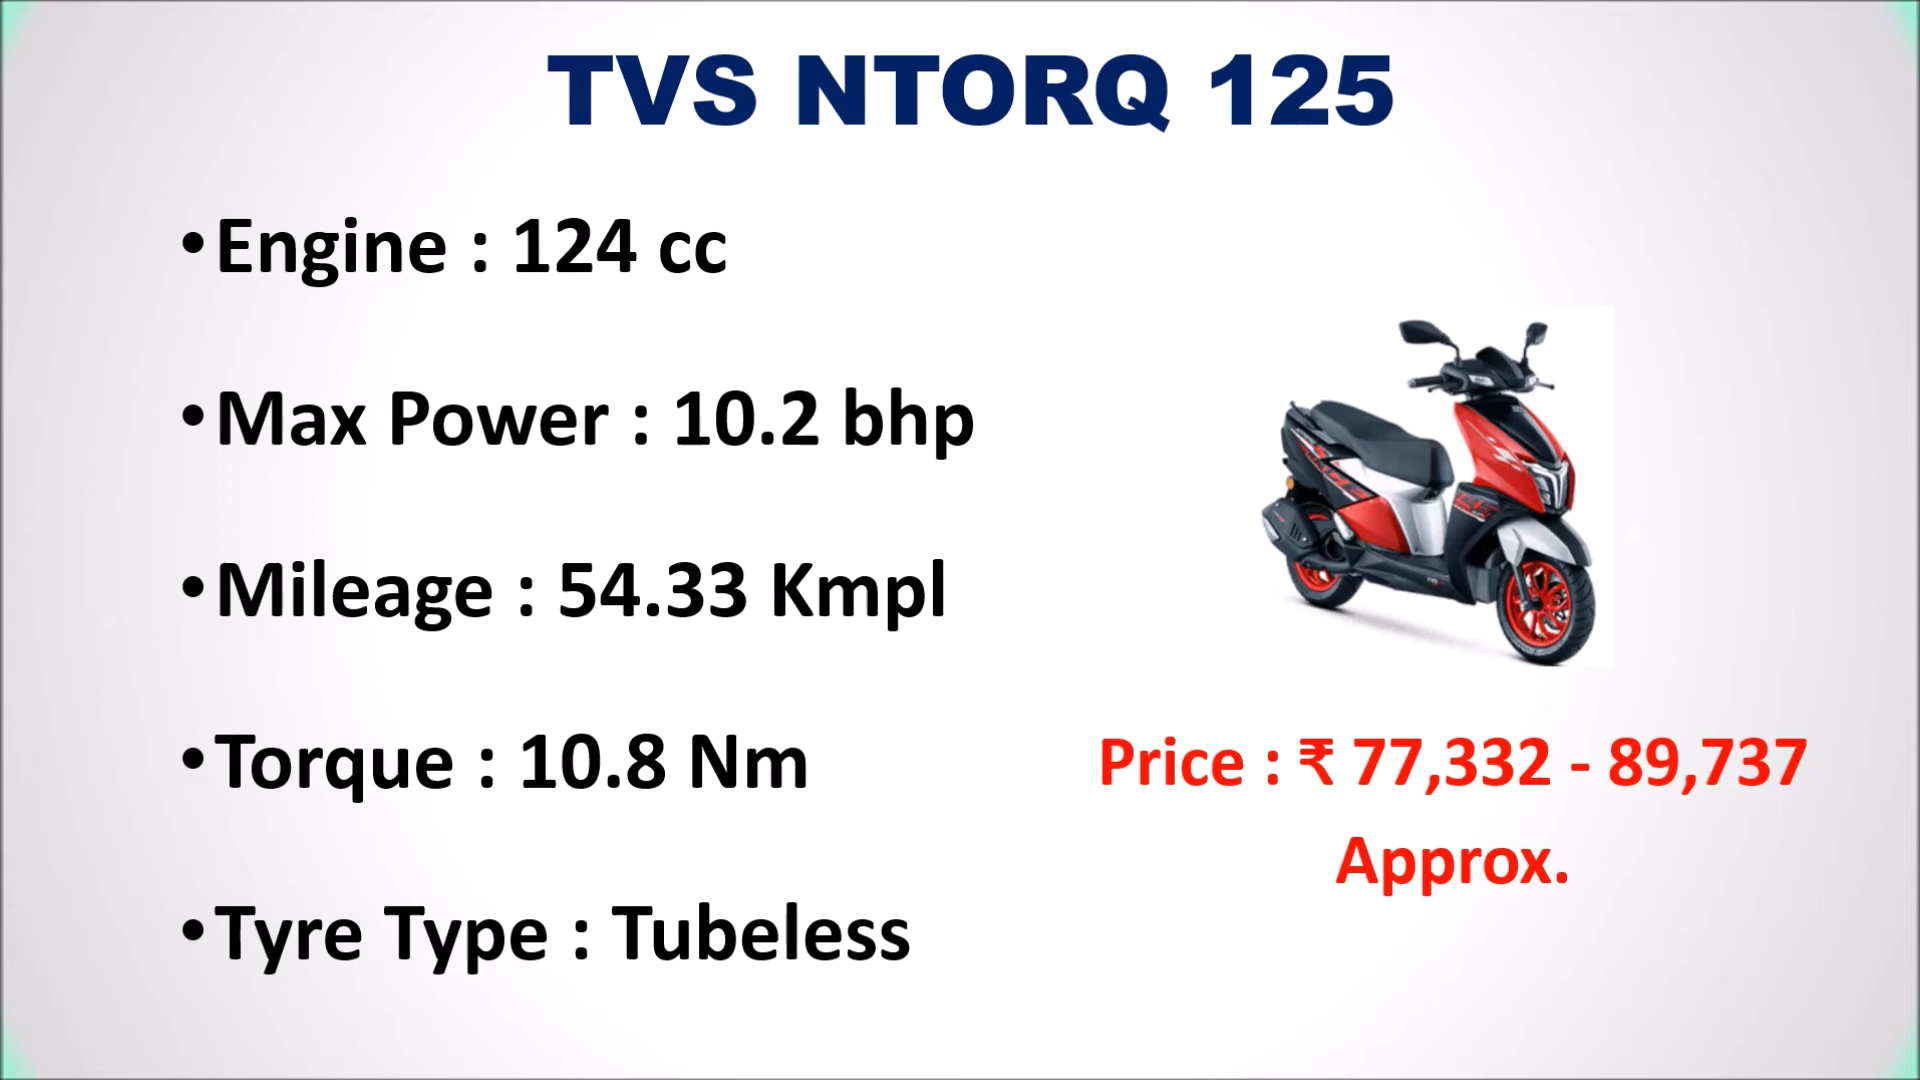 TVS NTORQ 125
•Engine : 124 cc
•Max Power : 10.2 bhp
•Mileage : 54.33 Kmpl
•Torque : 10.8 Nm
Price : ₹ 77,332 - 89,737
Approx.
•Tyre Type : Tubeless